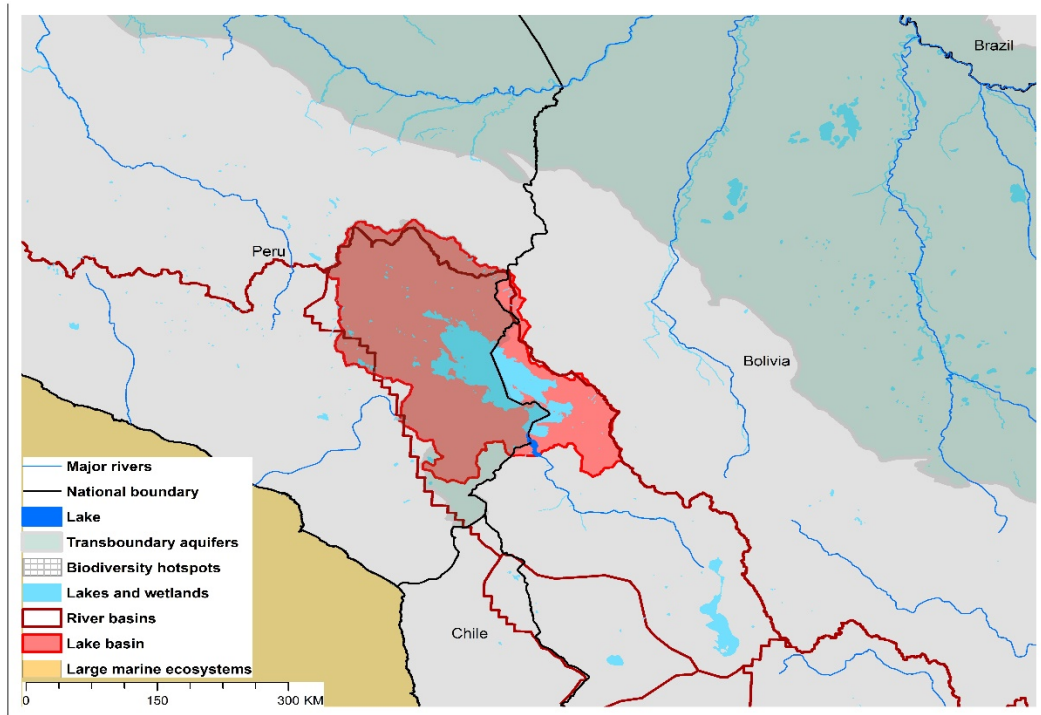 Brazil
Peru
Bolivia
Chile
Major rivers
National boundary
Lake
Transboundary aquifers
Biodiversity hotspots
Lakes and wetlands
River basins
Lake basin
Large marine ecosystems
0 150 300 KM